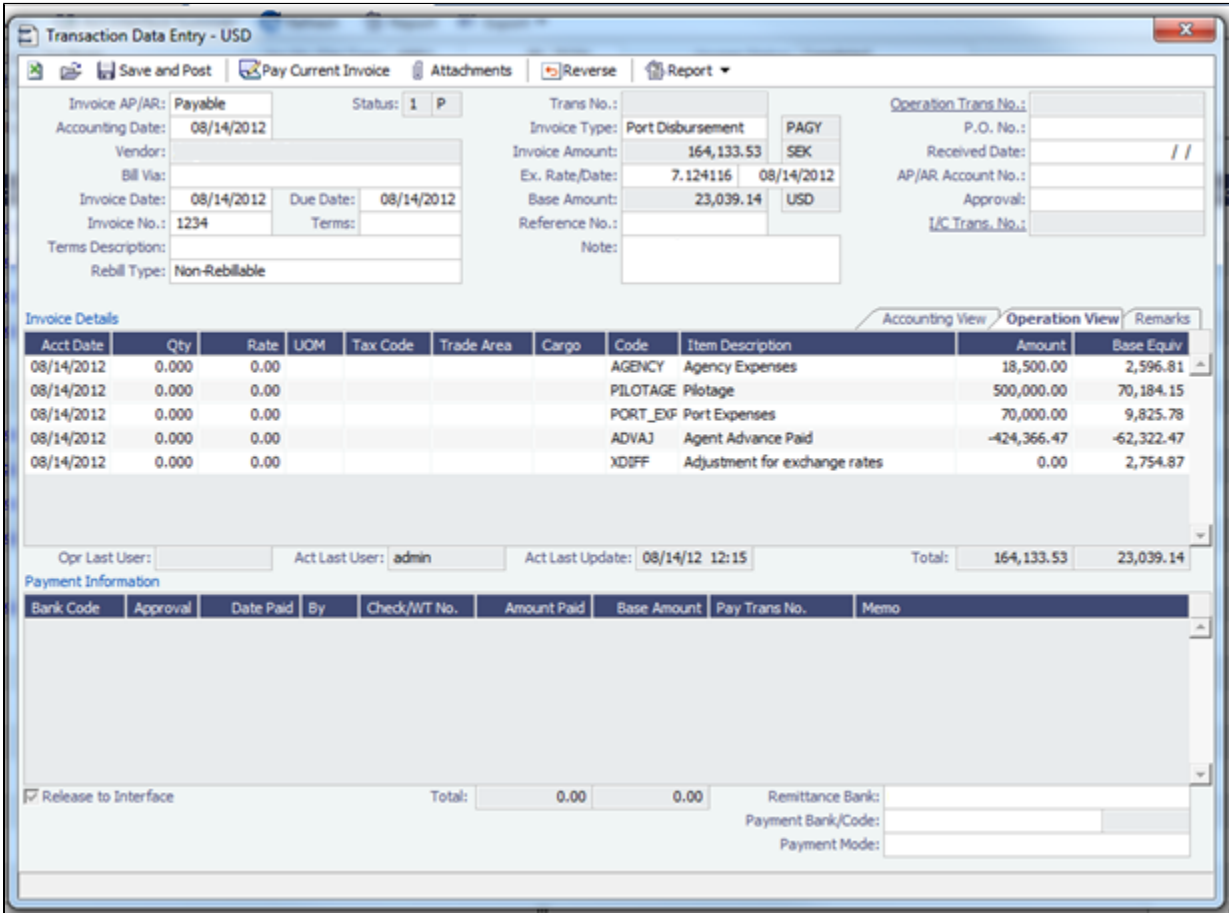 Transaction Data Entry - USD
Save and Post Pay Current Invoice Attachments Reverse Report
Invoice AP/AR: Payable Status: 1 P Trans No.: Operation Trans No.:
Accounting Date: 08/14/2012 Invoice Type: Port Disbursement PAGY P.O. No.:
Vendor: Invoice Amount: 164,133.53 SEK Received Date: / /
Bill Via: Ex. Rate/Date: 7.124116 08/14/2012 AP/AR Account No.:
Invoice Date: 08/14/2012 Due Date: 08/14/2012 Base Amount: 23,039.14 USD Approval:
Invoice No.: 1234 Terms: Reference No.: I/C Trans. No.:
Terms Description: Note:
Rebill Type: Non-Rebillable
Invoice Details Accounting View Operation View Remarks
Acct Date Qty Rate UOM Tax Code Trade Area Cargo Code Item Description Amount Base Equiv
08/14/2012 0.000 0.00 AGENCY Agency Expenses 18,500.00 2,596.81
08/14/2012 0.000 0.00 PILOTAGE Pilotage 500,000.00 70,184.15
08/14/2012 0.000 0.00 PORT_EXP Port Expenses 70,000.00 9,825.78
08/14/2012 0.000 0.00 ADVAJ Agent Advance Paid -424,366.47 -62,322.47
08/14/2012 0.000 0.00 XDIFF Adjustment for exchange rates 0.00 2,754.87
Opr Last User: Act Last User: admin Act Last Update: 08/14/12 12:15 Total: 164,133.53 23,039.14
Payment Information
Bank Code Approval Date Paid By Check/WT No. Amount Paid Base Amount Pay Trans No. Memo
Release to Interface Total: 0.00 0.00 Remittance Bank:
Payment Bank/Code:
Payment Mode: